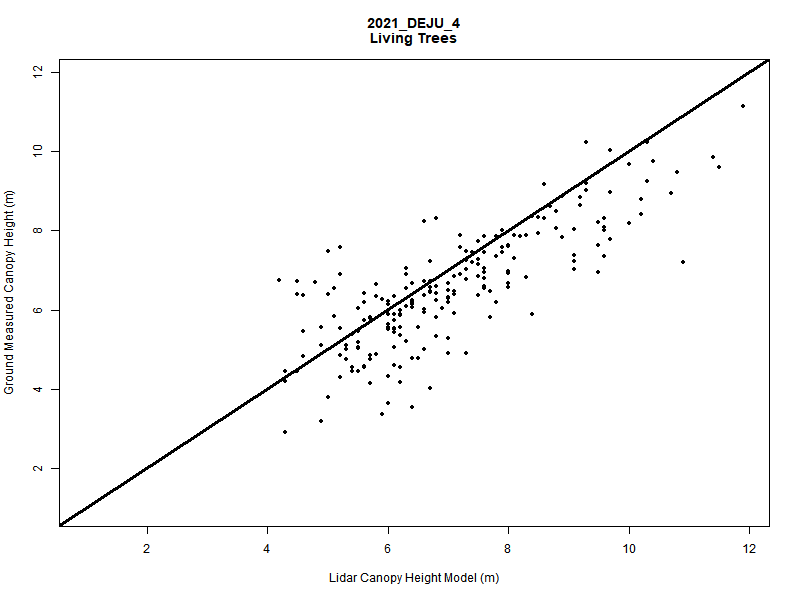 2021_DEJU_4
Living Trees
12
10
8
6
4
2
Ground Measured Canopy Height (m)
2 4 6 8 10 12
Lidar Canopy Height Model (m)